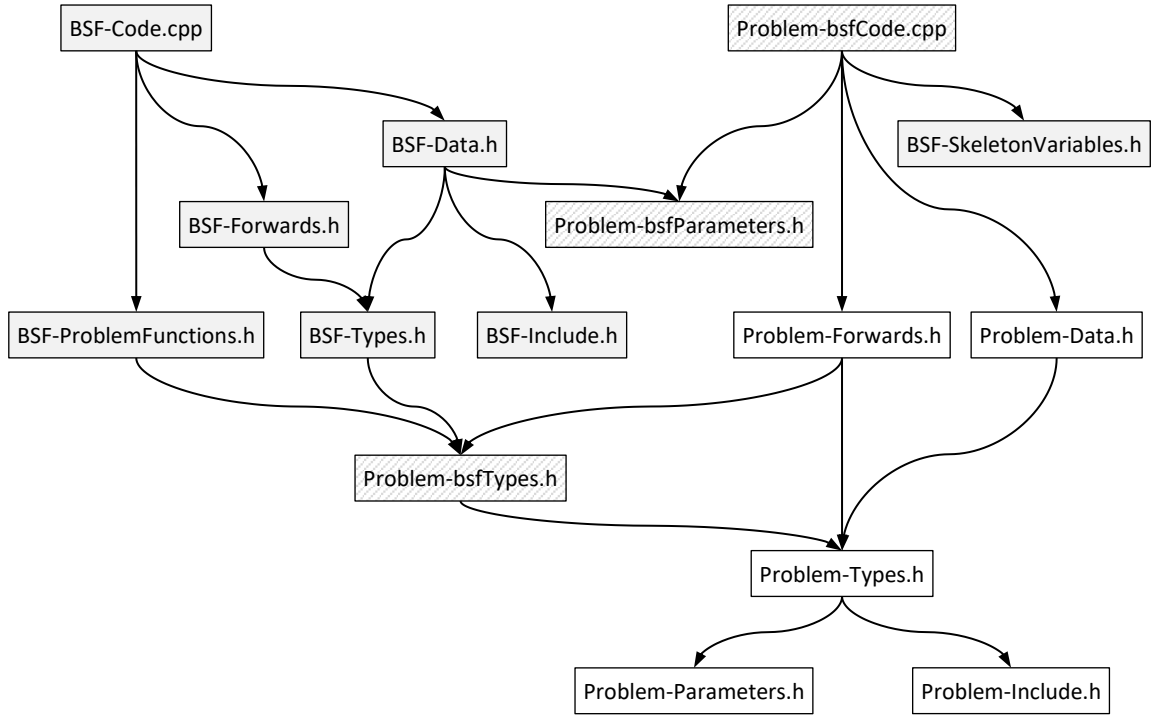 BSF-Code.cpp
Problem-bsfCode.cpp
BSF-Data.h
BSF-SkeletonVariables.h
BSF-Forwards.h
Problem-bsfParameters.h
BSF-ProblemFunctions.h
BSF-Types.h
BSF-Include.h
Problem-Forwards.h
Problem-Data.h
Problem-bsfTypes.h
Problem-Types.h
Problem-Parameters.h
Problem-Include.h